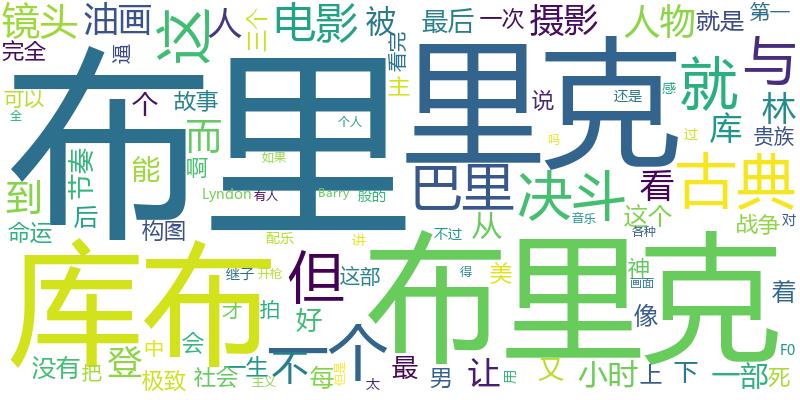 镜头
油画
这
人
三个
电影
被
最后
一次
摄影
人物
就是
第一
完全
逼
看完
与
可以
全
个
故事
主
布里
里克
说
还是
感
就
林
节奏
而
个人
库
贵族
啊
如果
吗
过
到
后
能
Lyndon
有人
Barry
般的
巴里
决斗
看
古典
命运
构图
配乐
讲
从
音乐
这个
战争
对
不过
各种
库布
布里克
继子
开枪
但
这部
得
美
神
画面
着
才
拍
好
像
没有
把
登
中
会
一生
不
一个
极致
社会
主义
每
太
最
男
让
用
又
小时
上
下
一部
死
F0